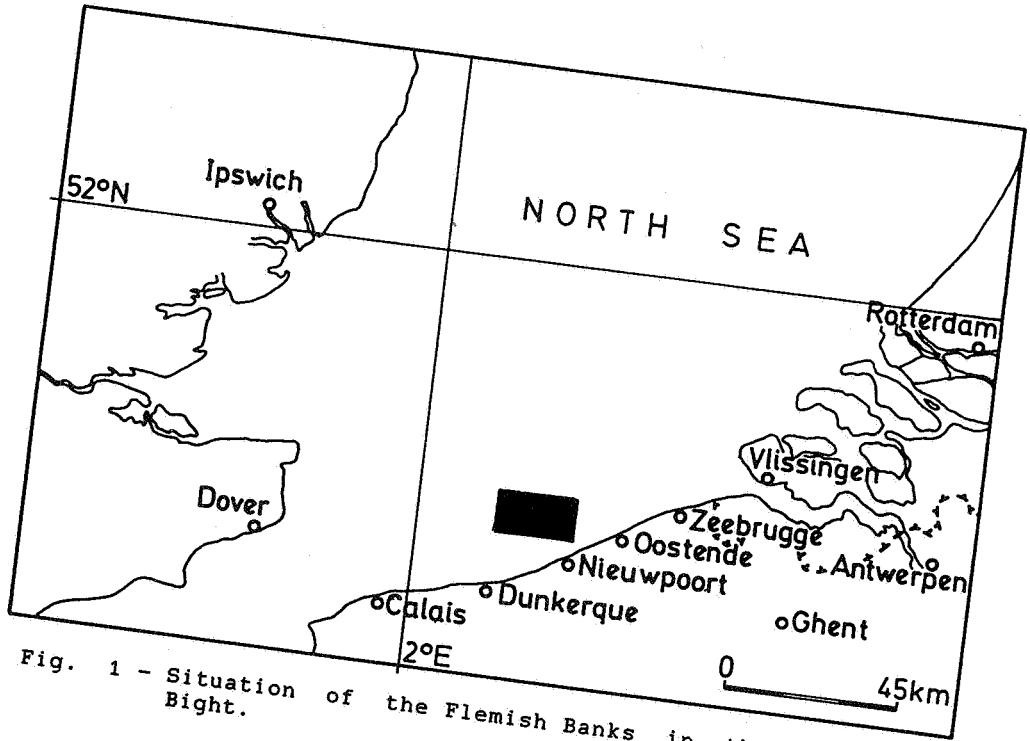 Ipswich
52°N
NORTH SEA
Rotterdam
Vlissingen
Dover
Zeebrugge
Oostende
Antwerpen
Nieuwpoort
Dunkerque
Calais
Ghent
2°E
0 45km
Fig. 1 - Situation of the Flemish Banks in
Bight.